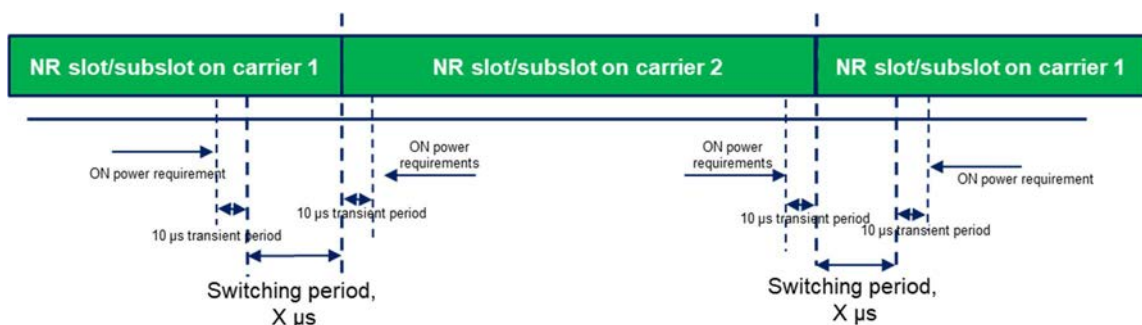 NR slot/subslot on carrier 1
NR slot/subslot on carrier 2
NR slot/subslot on carrier 1
ON power requirement
ON power
requirements
ON power
requirements
ON power requirement
10 µs transient period
10 µs transient period
10 µs transient period
10 µs transient period
Switching period,
X µs
Switching period,
X µs